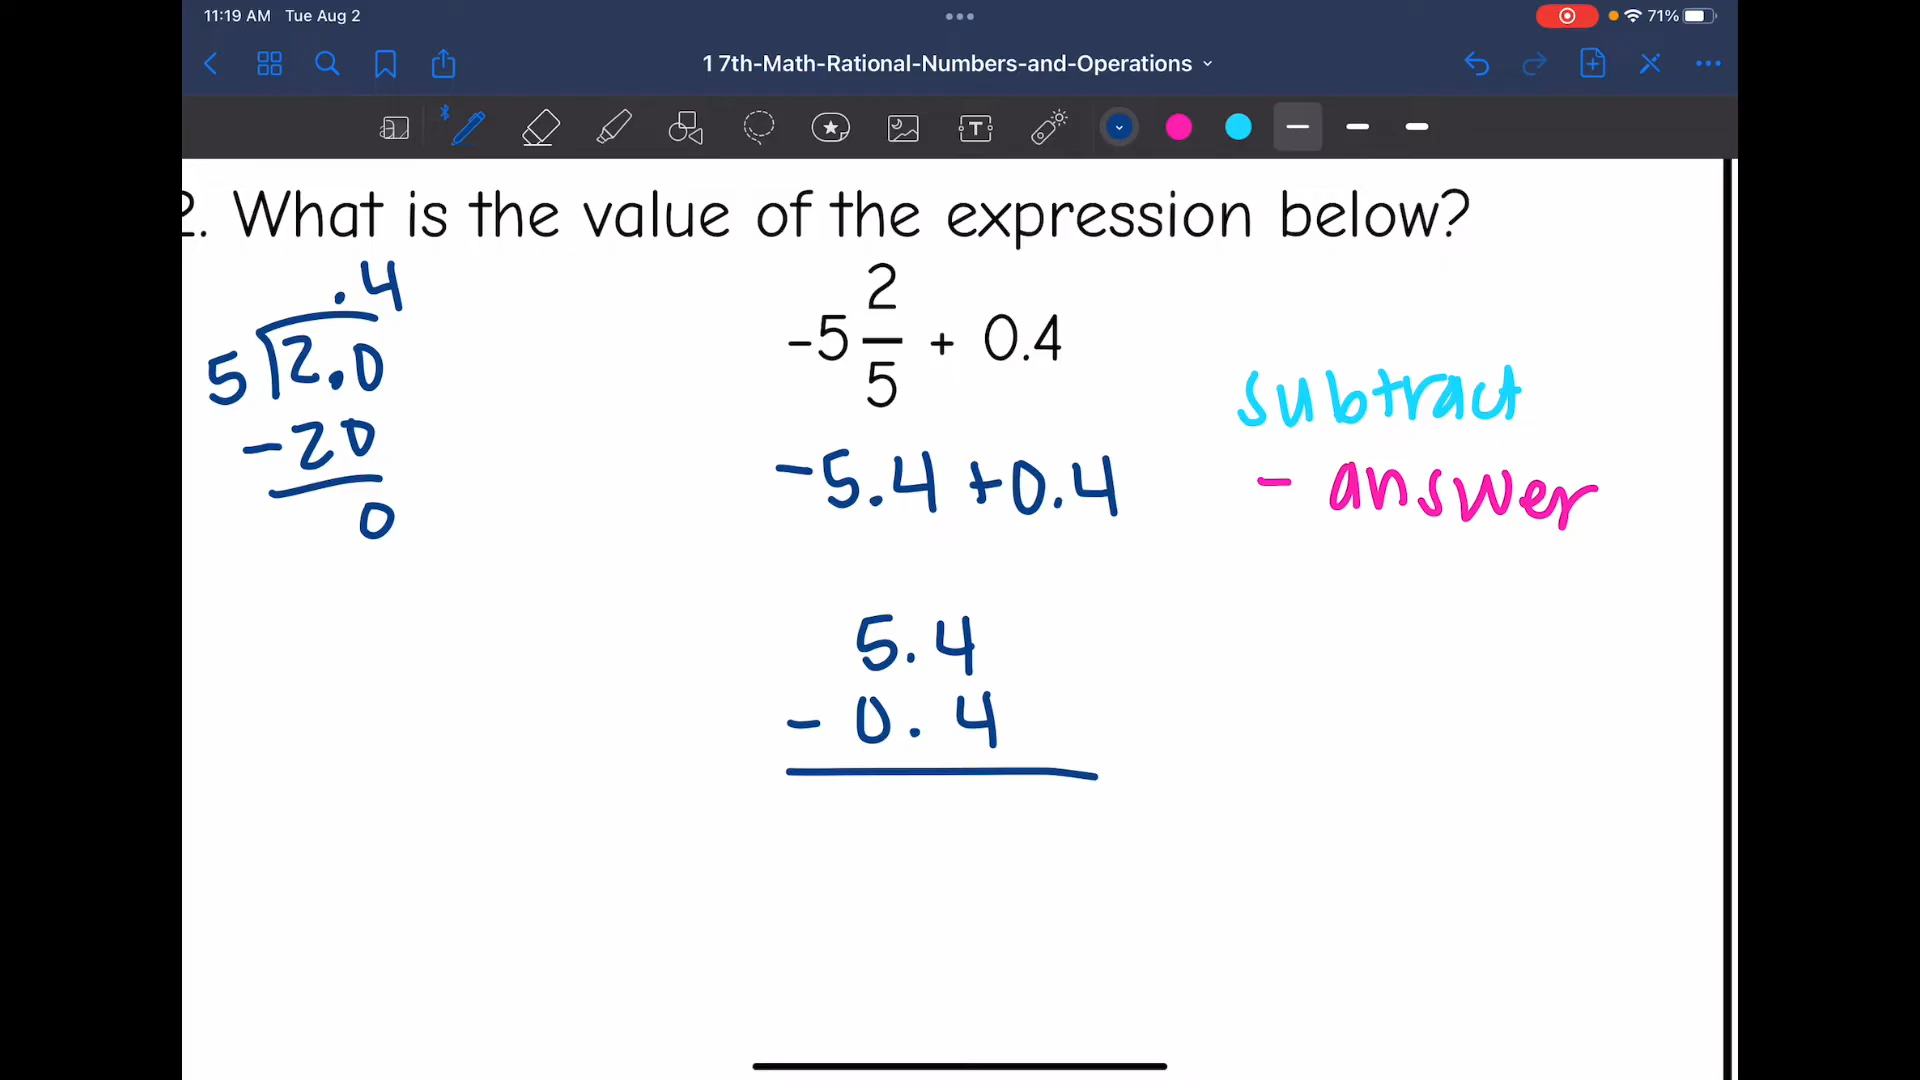 11:19 AM Tue Aug 2
71%
1 7th-Math-Rational-Numbers-and-Operations
2. What is the value of the expression below?
-5 2/5 + 0.4
.4
5 2.0
-20
0
-5.4 + 0.4
subtract
- answer
5.4
- 0.4